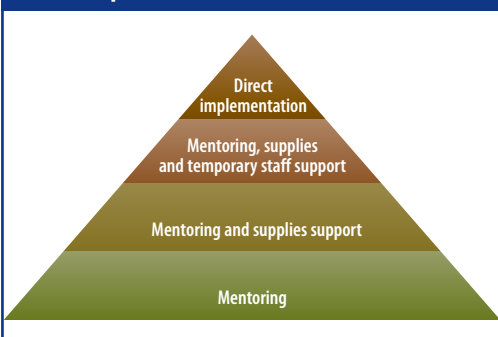 Direct
implementation
Mentoring, supplies
and temporary staff support
Mentoring and supplies support
Mentoring